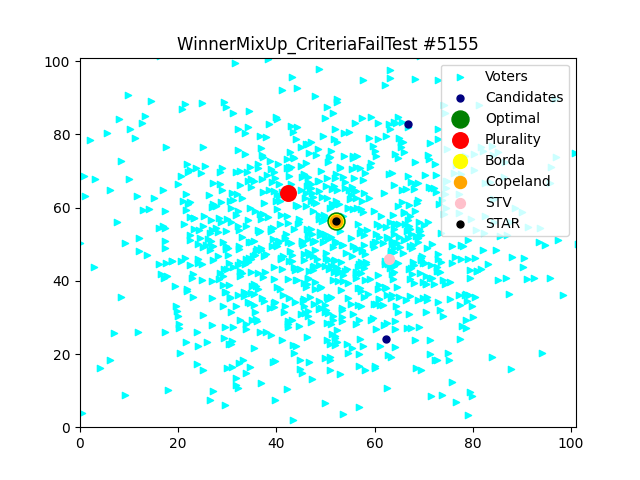 WinnerMixUp_CriteriaFailTest #5155
100
80
60
40
20
0
0
20
40
60
80
100
Voters
Candidates
Optimal
Plurality
Borda
Copeland
STV
STAR